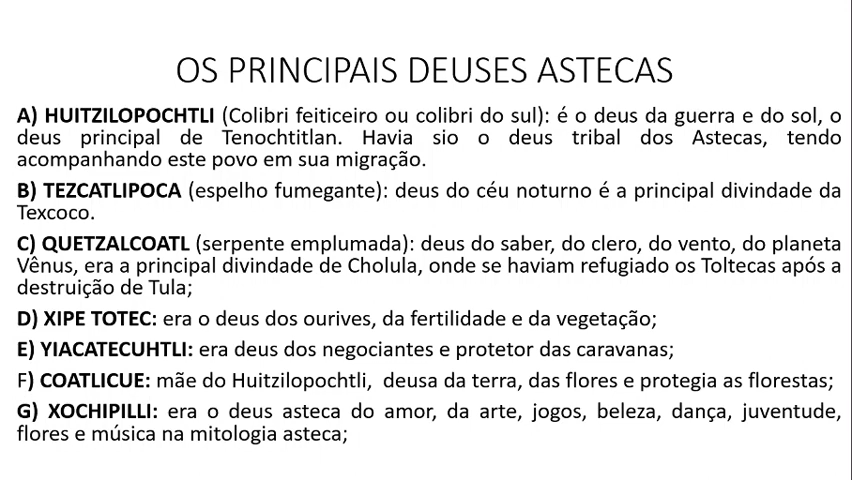 OS PRINCIPAIS DEUSES ASTECAS
A) HUITZILOPOCHTLI (Colibri feiticeiro ou colibri do sul): é o deus da guerra e do sol, o
deus principal de Tenochtitlan. Havia sio o deus tribal dos Astecas, tendo
acompanhando este povo em sua migração.
B) TEZCATLIPOCA (espelho fumegante): deus do céu noturno é a principal divindade da
Texcoco.
C) QUETZALCOATL (serpente emplumada): deus do saber, do clero, do vento, do planeta
Vênus, era a principal divindade de Cholula, onde se haviam refugiado os Toltecas após a
destruição de Tula;
D) XIPE TOTEC: era o deus dos ourives, da fertilidade e da vegetação;
E) YIACATECUHTLI: era deus dos negociantes e protetor das caravanas;
F) COATLICUE: mãe do Huitzilopochtli, deusa da terra, das flores e protegia as florestas;
G) XOCHIPILLI: era o deus asteca do amor, da arte, jogos, beleza, dança, juventude,
flores e música na mitologia asteca;